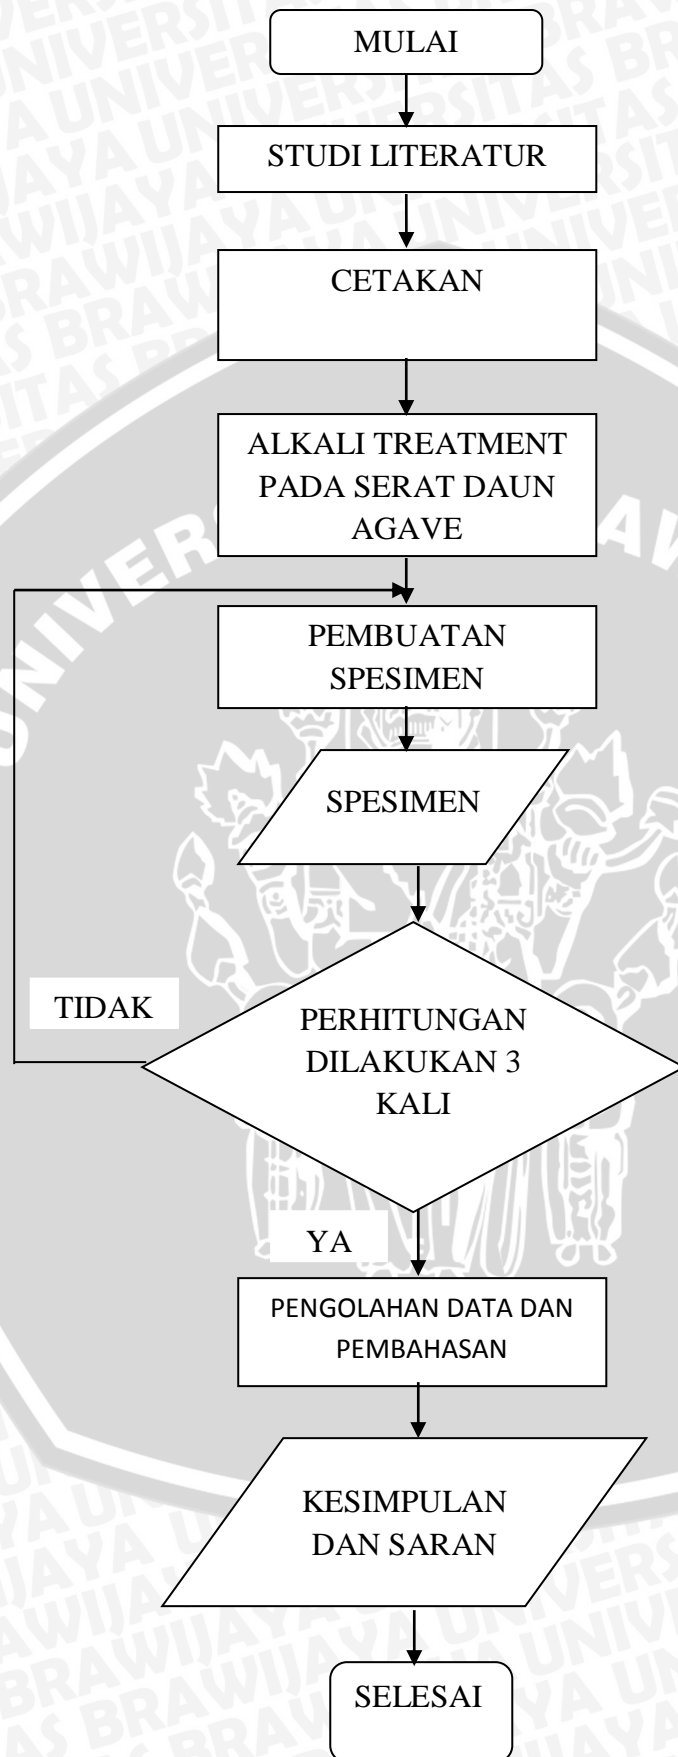 MULAI
STUDI LITERATUR
CETAKAN
ALKALI TREATMENT
PADA SERAT DAUN
AGAVE
PEMBUATAN
SPESIMEN
SPESIMEN
TIDAK
PERHITUNGAN
DILAKUKAN 3
KALI
YA
PENGOLAHAN DATA DAN
PEMBAHASAN
KESIMPULAN
DAN SARAN
SELESAI